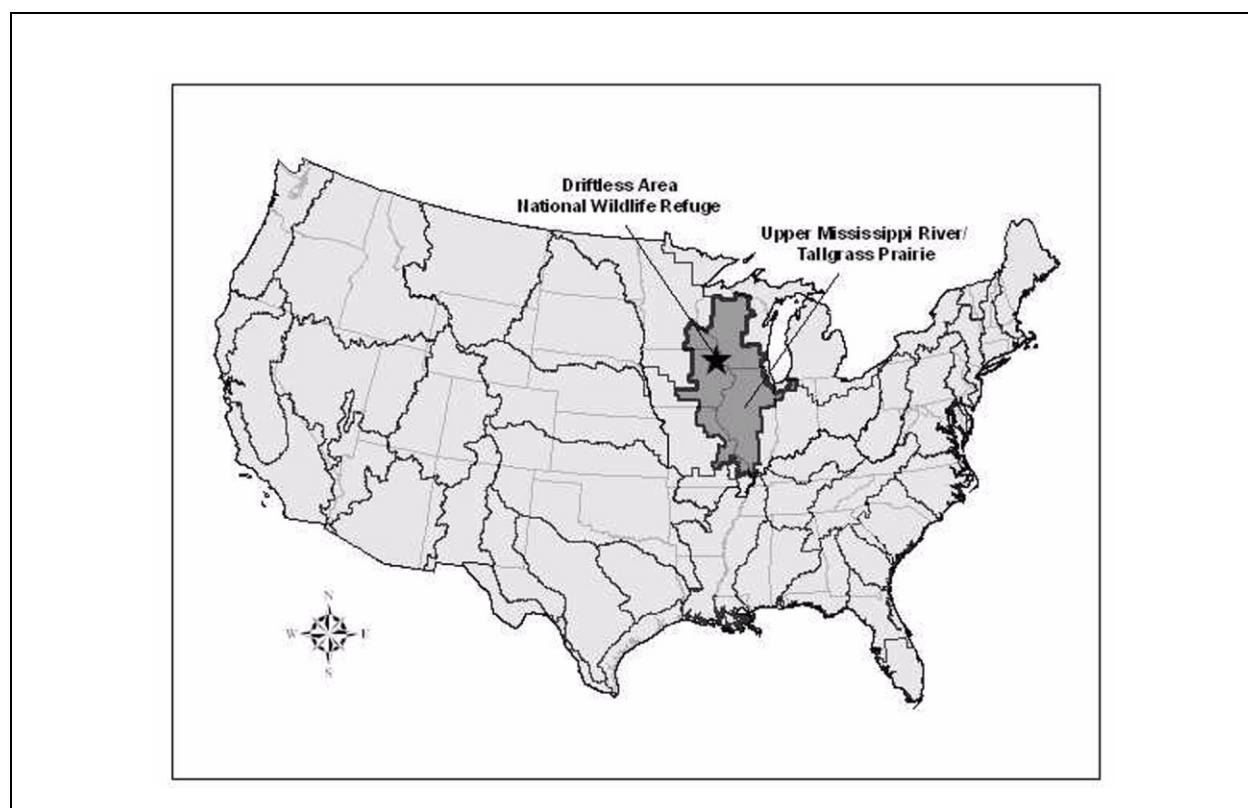 Driftless Area
National Wildlife Refuge
Upper Mississippi River/
Tallgrass Prairie
N
W E
S